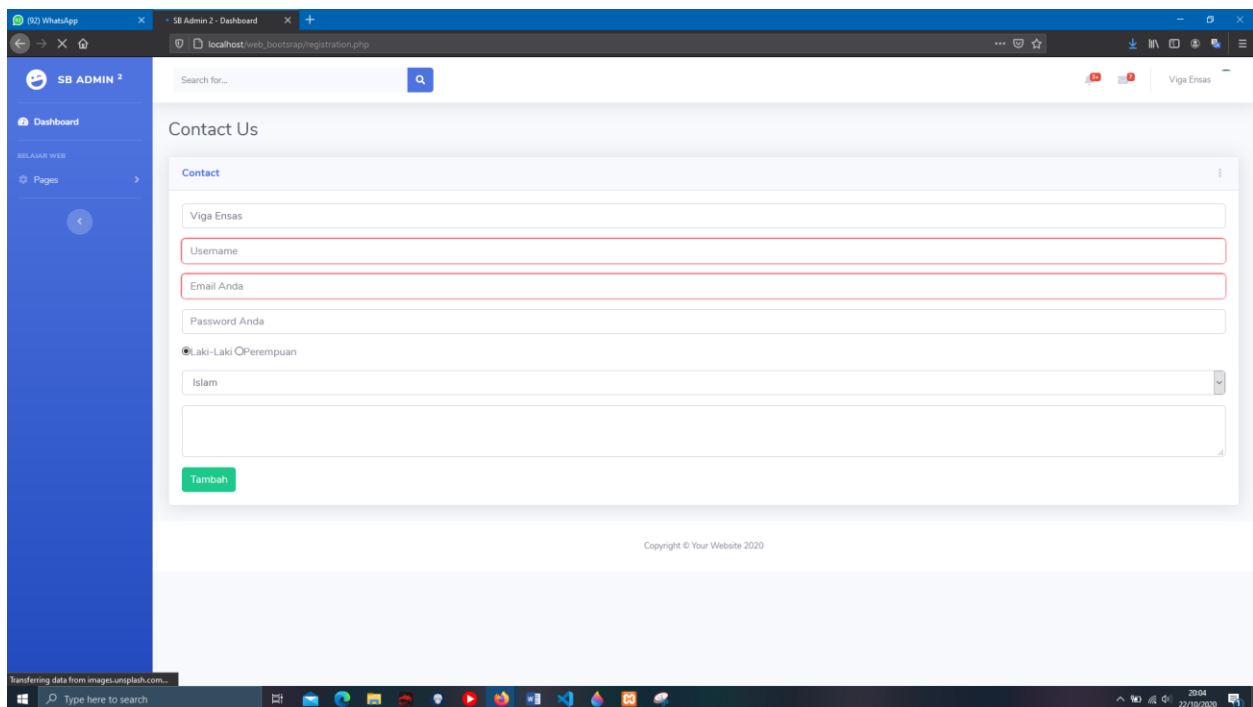 (92) WhatsApp
SB Admin 2 - Dashboard
localhost/web_bootsrap/registration.php
SB ADMIN 2
Search for...
3+
7
Viga Ensas
Dashboard
Contact Us
BELAJAR WEB
Pages
Contact
Viga Ensas
Username
Email Anda
Password Anda
Laki-Laki Perempuan
Islam
Tambah
Copyright © Your Website 2020
Transferring data from images.unsplash.com...
Type here to search
20:04
22/10/2020